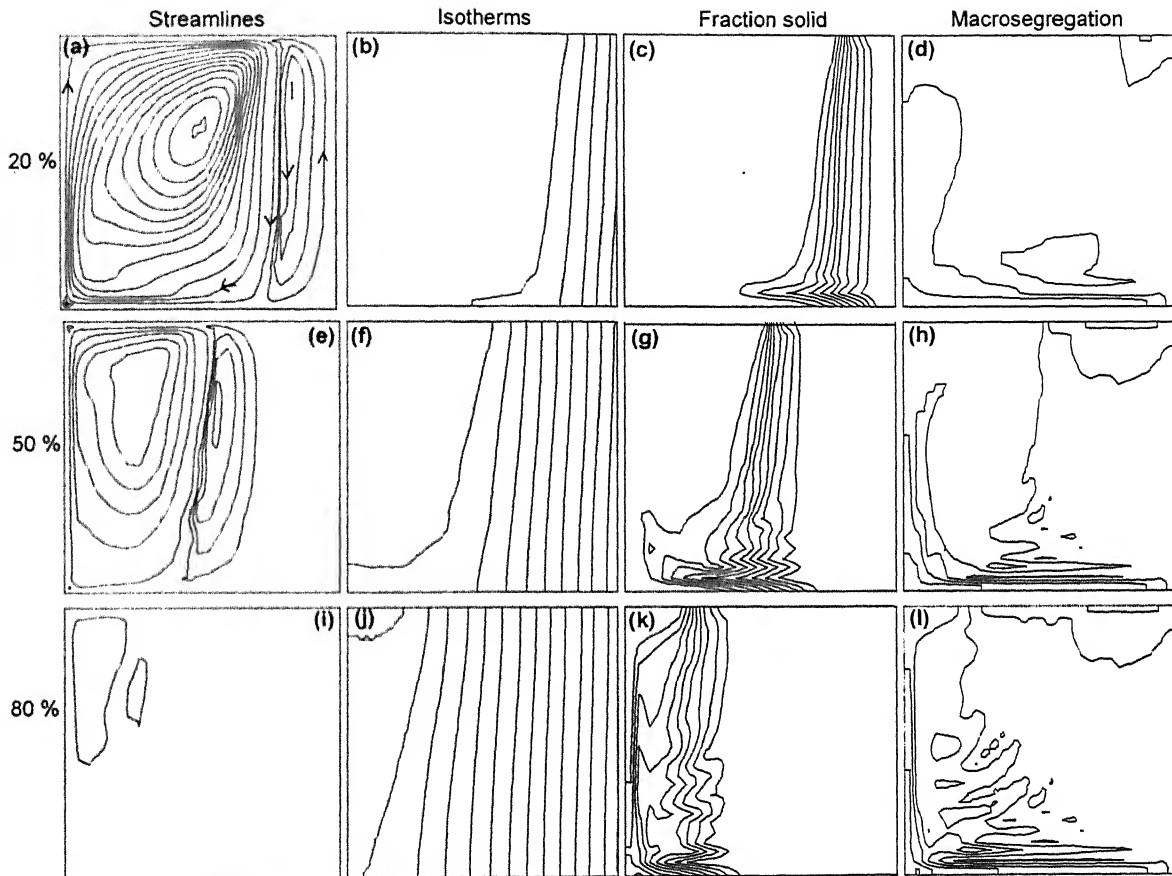 Streamlines Isotherms Fraction solid Macrosegregation
(a) (b) (c) (d)
20 %
(e) (f) (g) (h)
50 %
(i) (j) (k) (l)
80 %